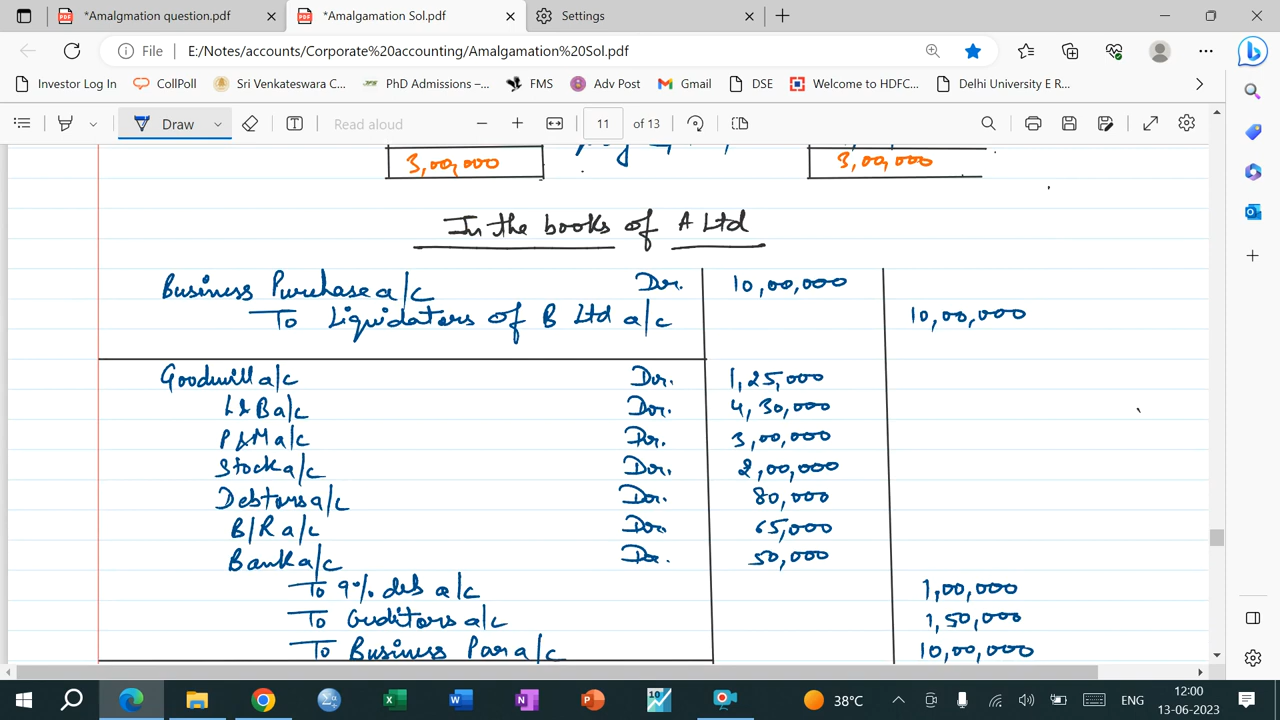 *Amalgmation question.pdf
*Amalgamation Sol.pdf
Settings
File E:/Notes/accounts/Corporate%20accounting/Amalgamation%20Sol.pdf
Investor Log In CollPoll Sri Venkateswara C... PhD Admissions –... FMS Adv Post Gmail DSE Welcome to HDFC... Delhi University E R...
Draw Read aloud 11 of 13
3,00,000 3,00,000
In the books of A Ltd
Business Purchase a/c Dr. 10,00,000
To Liquidators of B Ltd a/c 10,00,000
Goodwill a/c Dr. 1,25,000
L&B a/c Dr. 4,30,000
P&M a/c Dr. 3,00,000
Stock a/c Dr. 2,00,000
Debtors a/c Dr. 80,000
B/R a/c Dr. 65,000
Bank a/c Dr. 50,000
To 9% deb a/c 1,00,000
To Creditors a/c 1,50,000
To Business Pur a/c 10,00,000
38°C ENG 12:00
13-06-2023